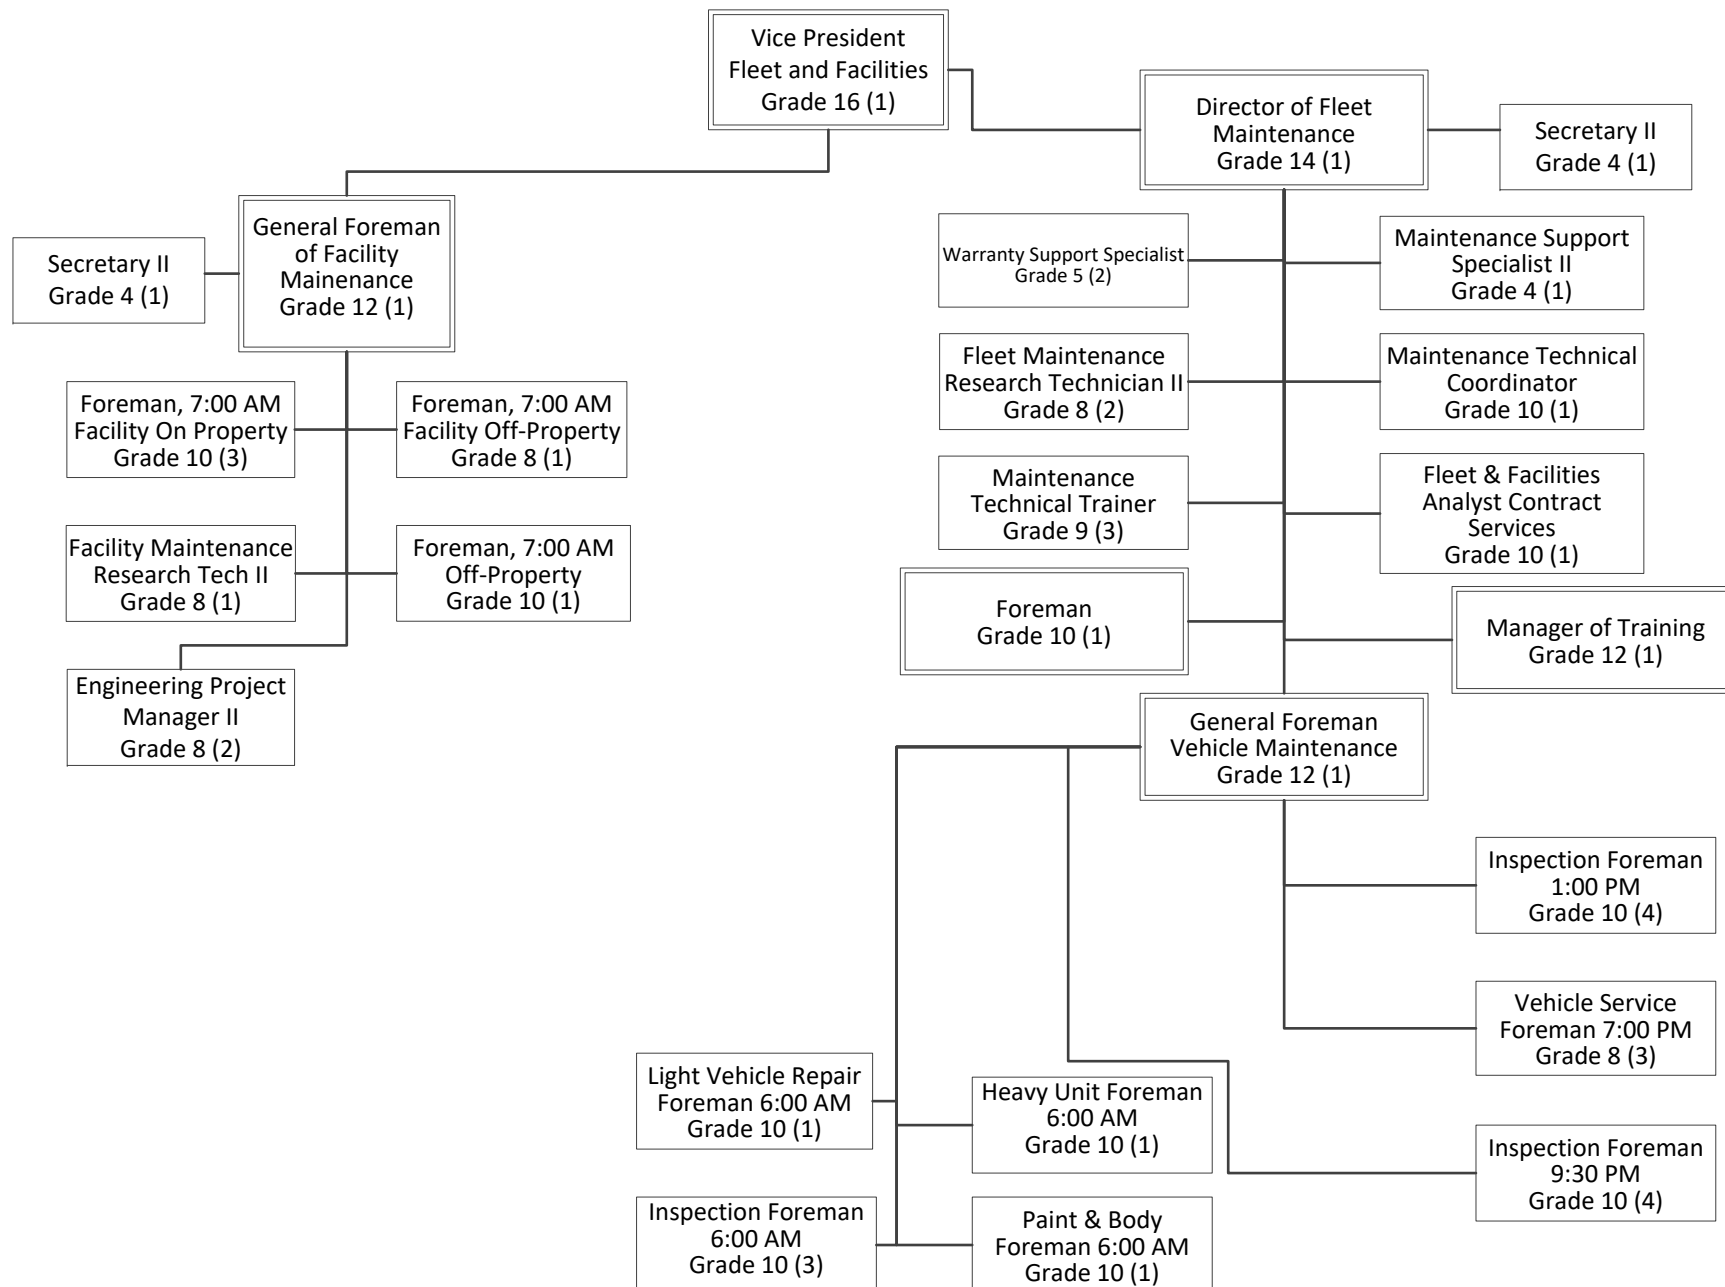 Vice President
Fleet and Facilities
Grade 16 (1)
Director of Fleet
Maintenance
Grade 14 (1)
Secretary II
Grade 4 (1)
General Foreman
of Facility
Mainenance
Grade 12 (1)
Secretary II
Grade 4 (1)
Warranty Support Specialist
Grade 5 (2)
Maintenance Support
Specialist II
Grade 4 (1)
Fleet Maintenance
Research Technician II
Grade 8 (2)
Maintenance Technical
Coordinator
Grade 10 (1)
Foreman, 7:00 AM
Facility On Property
Grade 10 (3)
Foreman, 7:00 AM
Facility Off-Property
Grade 8 (1)
Maintenance
Technical Trainer
Grade 9 (3)
Fleet & Facilities
Analyst Contract
Services
Grade 10 (1)
Facility Maintenance
Research Tech II
Grade 8 (1)
Foreman, 7:00 AM
Off-Property
Grade 10 (1)
Foreman
Grade 10 (1)
Manager of Training
Grade 12 (1)
Engineering Project
Manager II
Grade 8 (2)
General Foreman
Vehicle Maintenance
Grade 12 (1)
Inspection Foreman
1:00 PM
Grade 10 (4)
Vehicle Service
Foreman 7:00 PM
Grade 8 (3)
Light Vehicle Repair
Foreman 6:00 AM
Grade 10 (1)
Heavy Unit Foreman
6:00 AM
Grade 10 (1)
Inspection Foreman
9:30 PM
Grade 10 (4)
Inspection Foreman
6:00 AM
Grade 10 (3)
Paint & Body
Foreman 6:00 AM
Grade 10 (1)